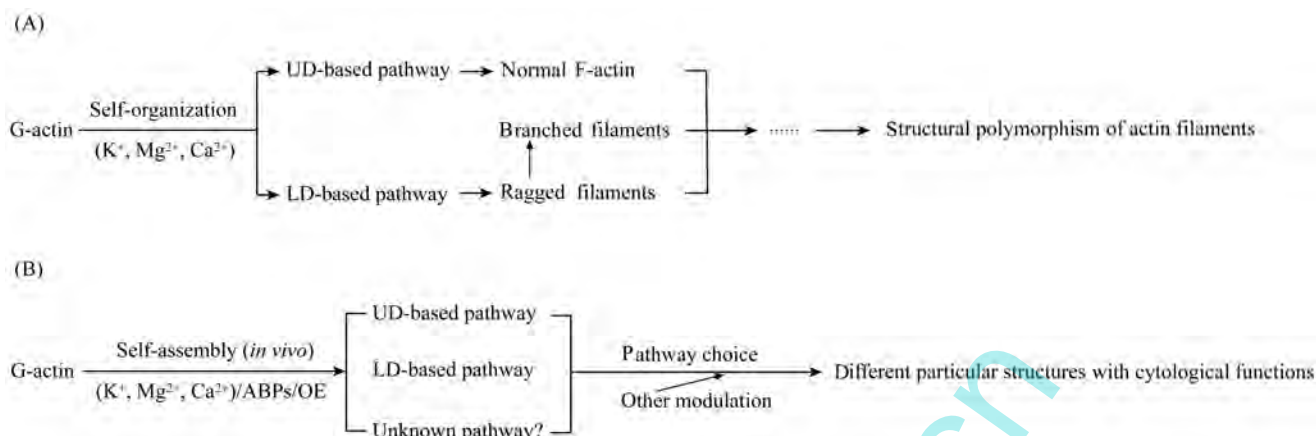 (A)
UD-based pathway
Normal F-actin
Self-organization
G-actin
Branched filaments
......
Structural polymorphism of actin filaments
(K⁺, Mg²⁺, Ca²⁺)
LD-based pathway
Ragged filaments
(B)
UD-based pathway
Self-assembly (in vivo)
Pathway choice
G-actin
LD-based pathway
Different particular structures with cytological functions
(K⁺, Mg²⁺, Ca²⁺)/ABPs/OE
Other modulation
Unknown pathway?
cn